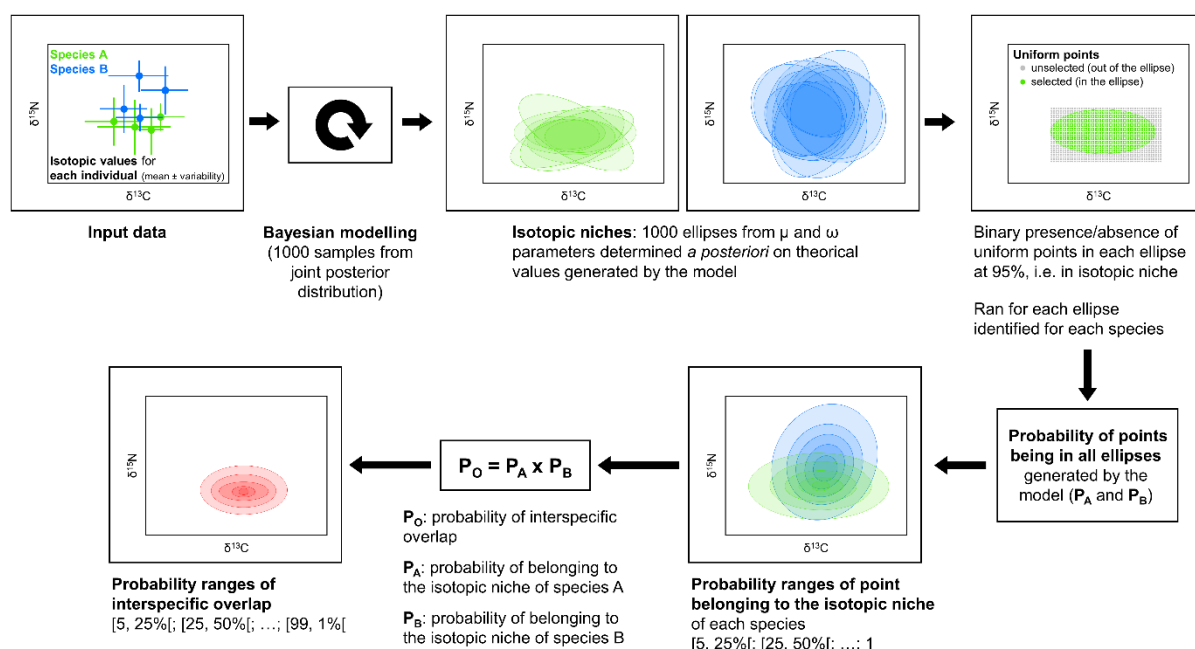 Species A
Species B
δ¹⁵N
Isotopic values for
each individual (mean ± variability)
δ¹³C
Input data
Bayesian modelling
(1000 samples from
joint posterior
distribution)
δ¹⁵N
δ¹³C
δ¹⁵N
δ¹³C
Isotopic niches: 1000 ellipses from μ and ω
parameters determined a posteriori on theorical
values generated by the model
Uniform points
unselected (out of the ellipse)
selected (in the ellipse)
δ¹⁵N
δ¹³C
Binary presence/absence of
uniform points in each ellipse
at 95%, i.e. in isotopic niche
Ran for each ellipse
identified for each species
Probability of points
being in all ellipses
generated by the
model (P_A and P_B)
δ¹⁵N
δ¹³C
Probability ranges of point
belonging to the isotopic niche
of each species
[5, 25%[; [25, 50%[; …; 1
P_O = P_A x P_B
P_O: probability of interspecific
overlap
P_A: probability of belonging to
the isotopic niche of species A
P_B: probability of belonging to
the isotopic niche of species B
δ¹⁵N
δ¹³C
Probability ranges of
interspecific overlap
[5, 25%[; [25, 50%[; …; [99, 1%[